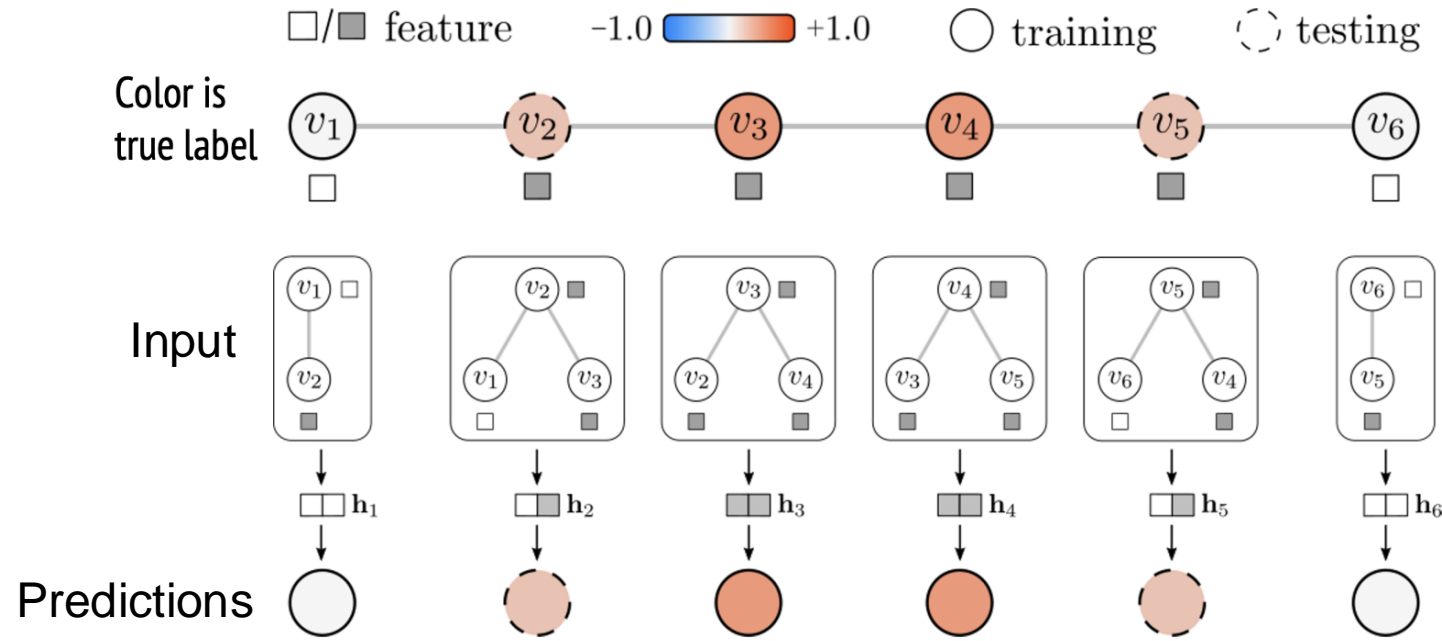 □/■ feature −1.0 +1.0 training testing
Color is
true label
v₁ v₂ v₃ v₄ v₅ v₆
Input
v₁ v₂ v₃ v₄ v₅ v₆
v₂ v₁ v₃ v₂ v₄ v₃ v₅ v₆ v₄ v₅
h₁ h₂ h₃ h₄ h₅ h₆
Predictions